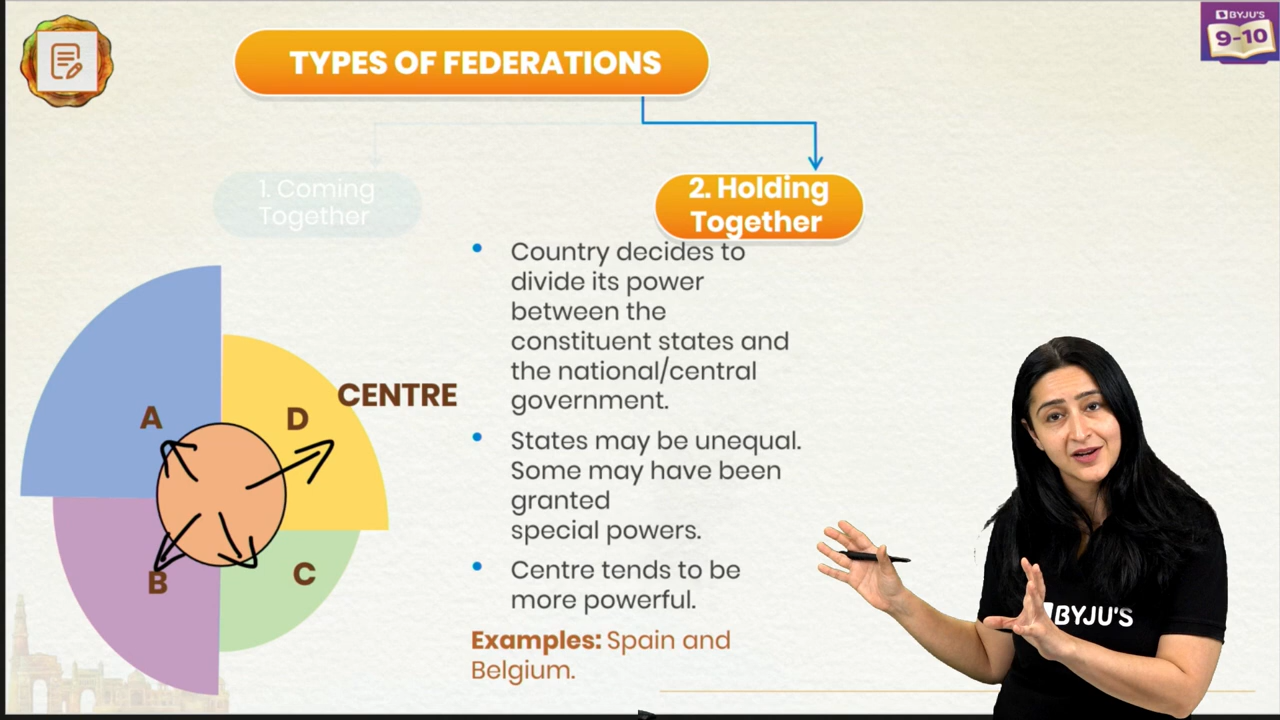 BYJU'S
9-10
TYPES OF FEDERATIONS
1. Coming
Together
2. Holding
Together
• Country decides to
divide its power
between the
constituent states and
the national/central
government.
• States may be unequal.
Some may have been
granted
special powers.
• Centre tends to be
more powerful.
Examples: Spain and
Belgium.
CENTRE
A
D
B
C
BYJU'S